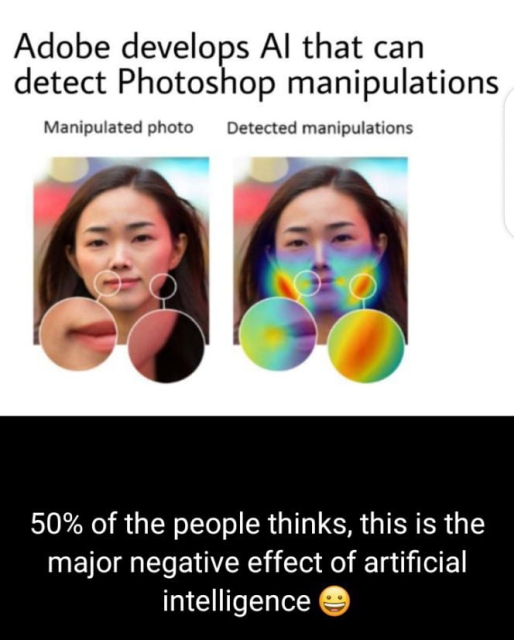 Adobe develops AI that can
detect Photoshop manipulations
Manipulated photo
Detected manipulations
50% of the people thinks, this is the
major negative effect of artificial
intelligence 😀